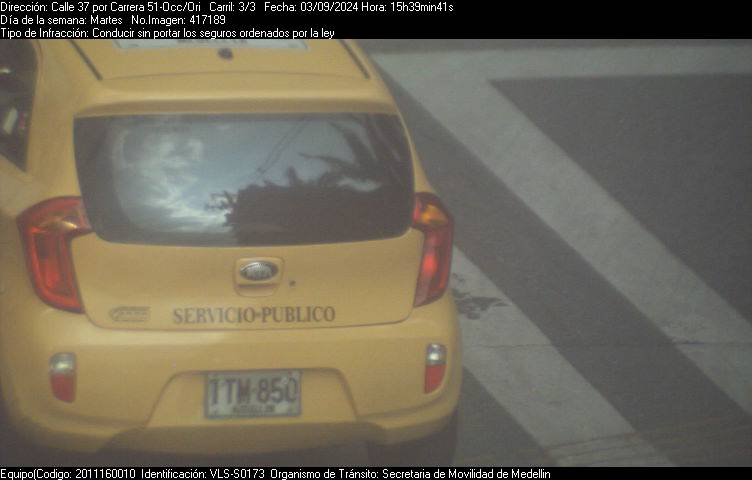 Dirección: Calle 37 por Carrera 51-Occ/Ori Carril: 3/3 Fecha: 03/09/2024 Hora: 15h39min41s
Día de la semana: Martes No.Imagen: 417189
Tipo de Infracción: Conducir sin portar los seguros ordenados por la ley
KIA
SERVICIO-PUBLICO
TTM-850
MEDELLIN
Equipo(Codigo: 2011160010 Identificación: VLS-S0173 Organismo de Tránsito: Secretaria de Movilidad de Medellin